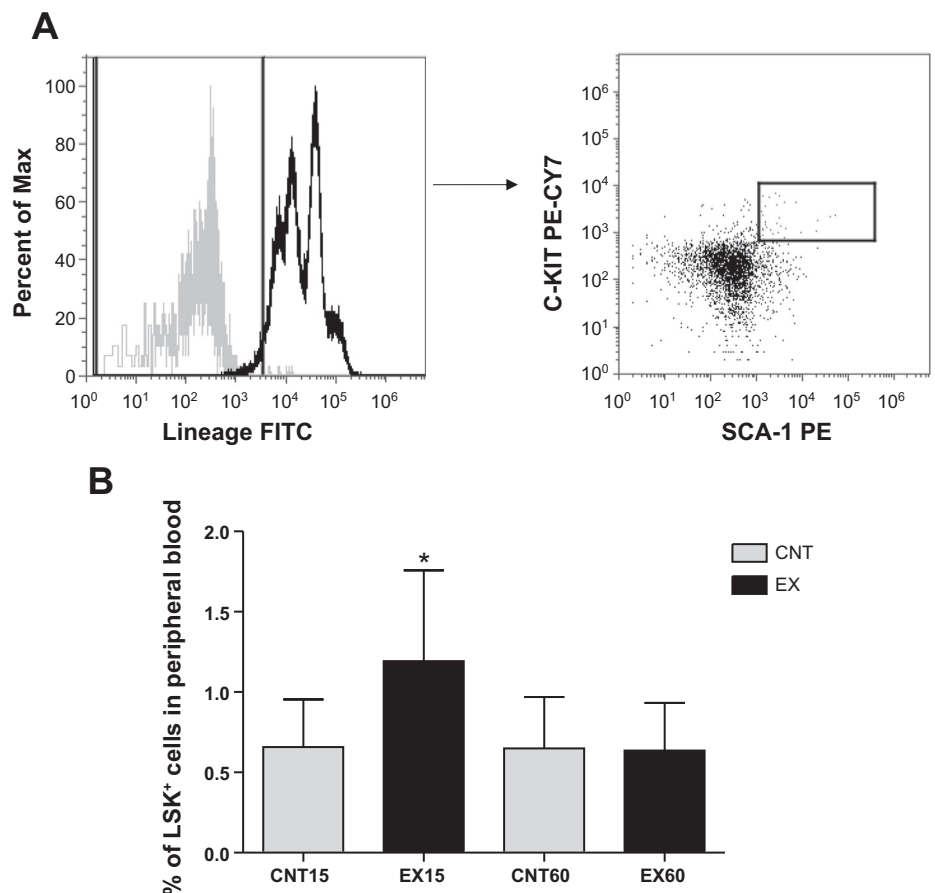 A
Percent of Max
100
80
60
40
20
0
10⁰ 10¹ 10² 10³ 10⁴ 10⁵ 10⁶
Lineage FITC
C-KIT PE-CY7
10⁶
10⁵
10⁴
10³
10²
10¹
10⁰
10⁰ 10¹ 10² 10³ 10⁴ 10⁵ 10⁶
SCA-1 PE
B
% of LSK⁺ cells in peripheral blood
2.0
1.5
1.0
0.5
0.0
*
CNT15 EX15 CNT60 EX60
CNT
EX